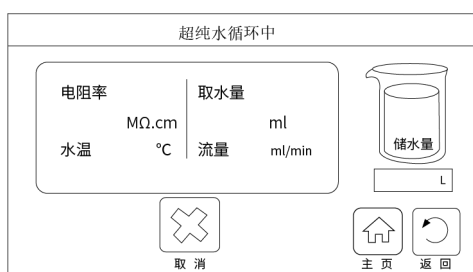 超纯水循环中
电阻率 取水量
MΩ.cm ml
水温 °C 流量 ml/min
储水量
L
取 消
主 页 返 回